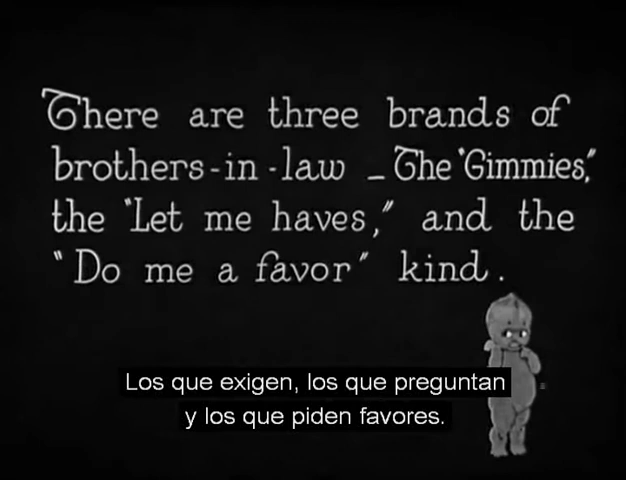 There are three brands of
brothers-in-law - The "Gimmies,"
the "Let me haves," and the
"Do me a favor" kind.
Los que exigen, los que preguntan
y los que piden favores.